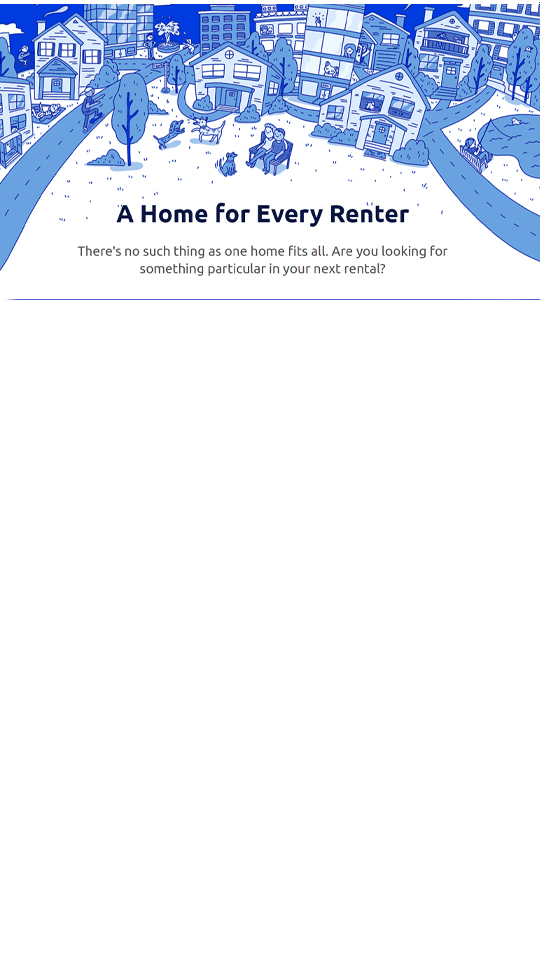 A Home for Every Renter
There's no such thing as one home fits all. Are you looking for
something particular in your next rental?